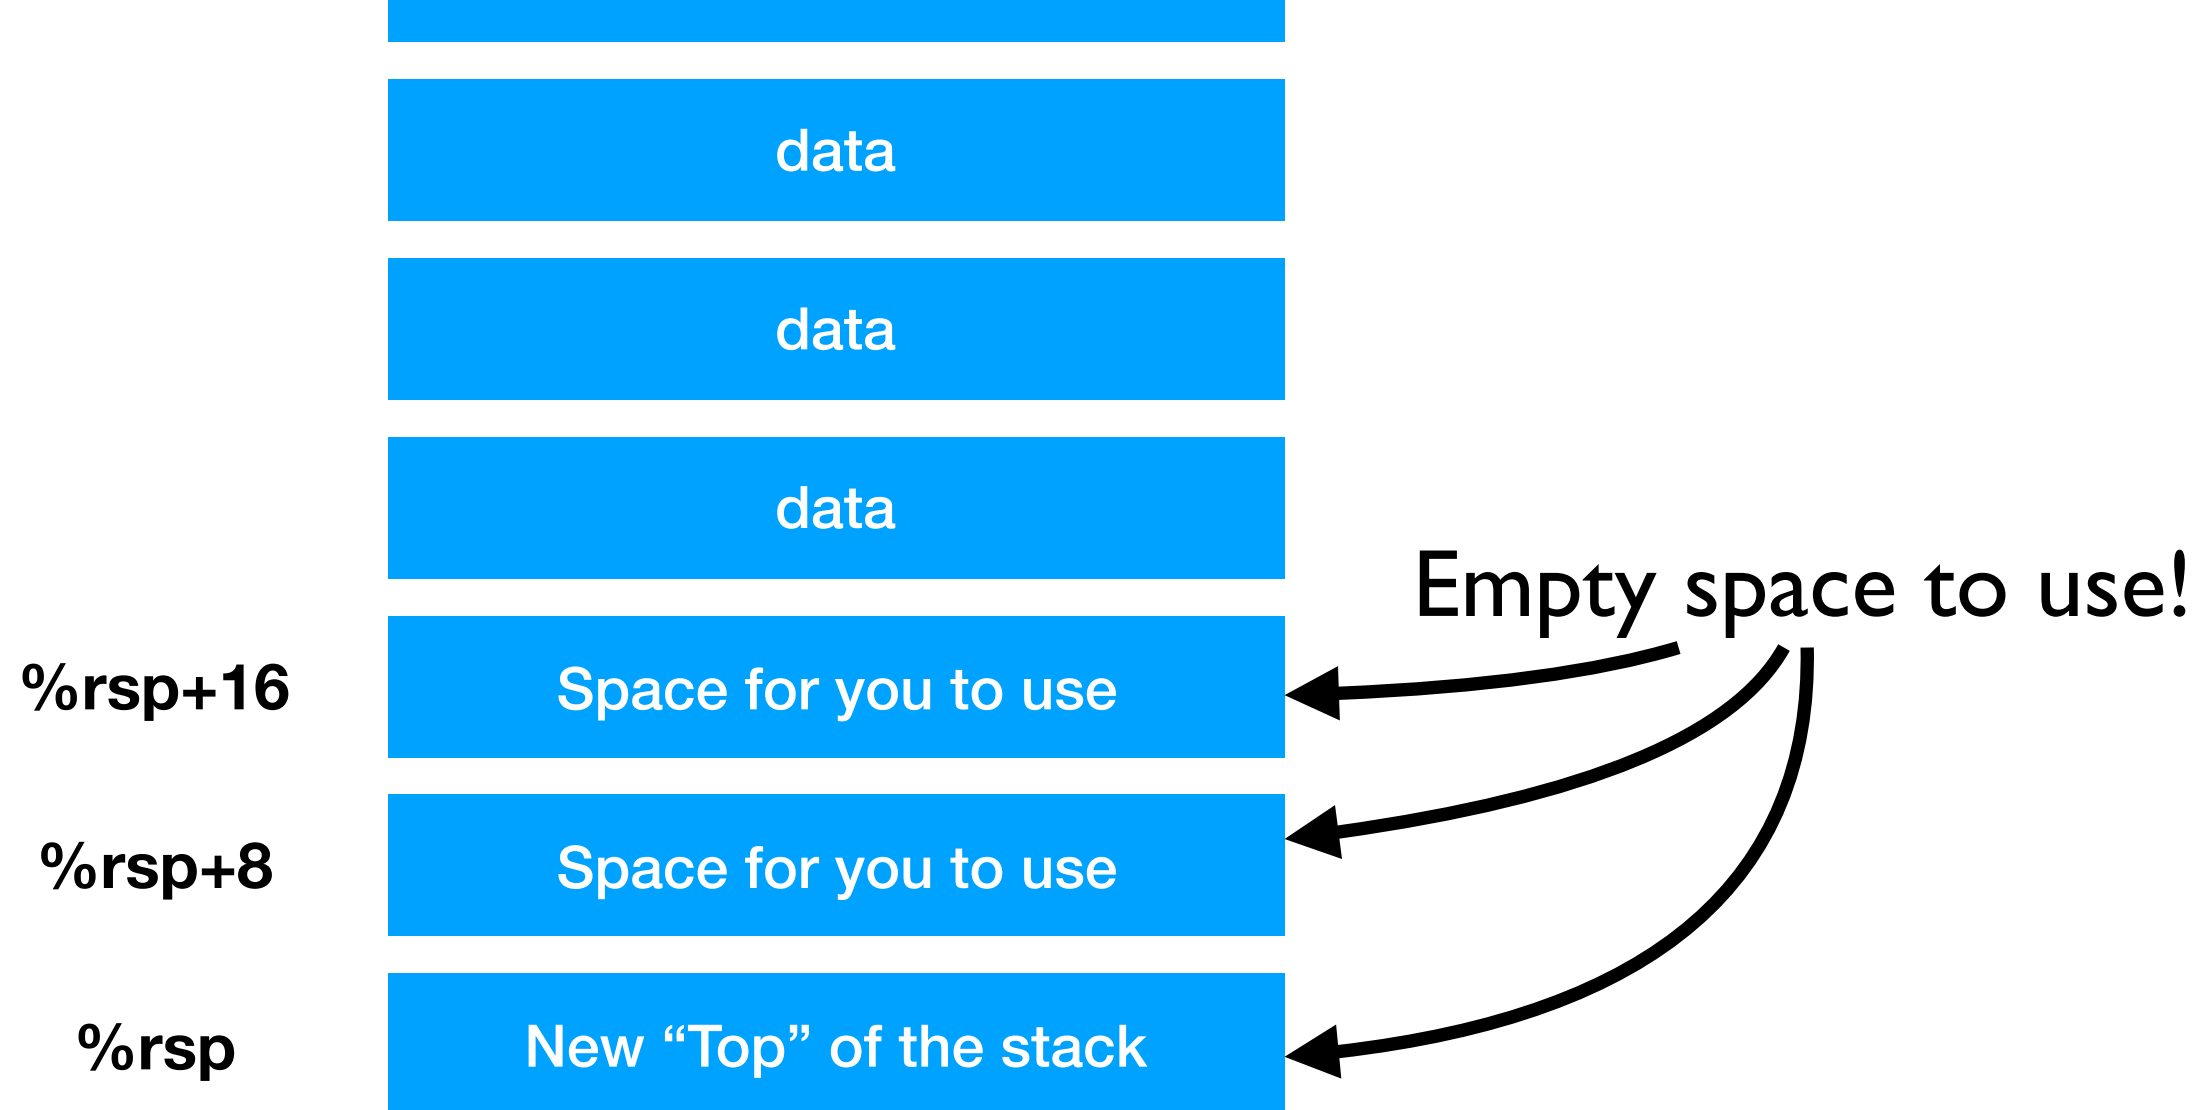 data
data
data
Empty space to use!
%rsp+16
Space for you to use
%rsp+8
Space for you to use
%rsp
New “Top” of the stack